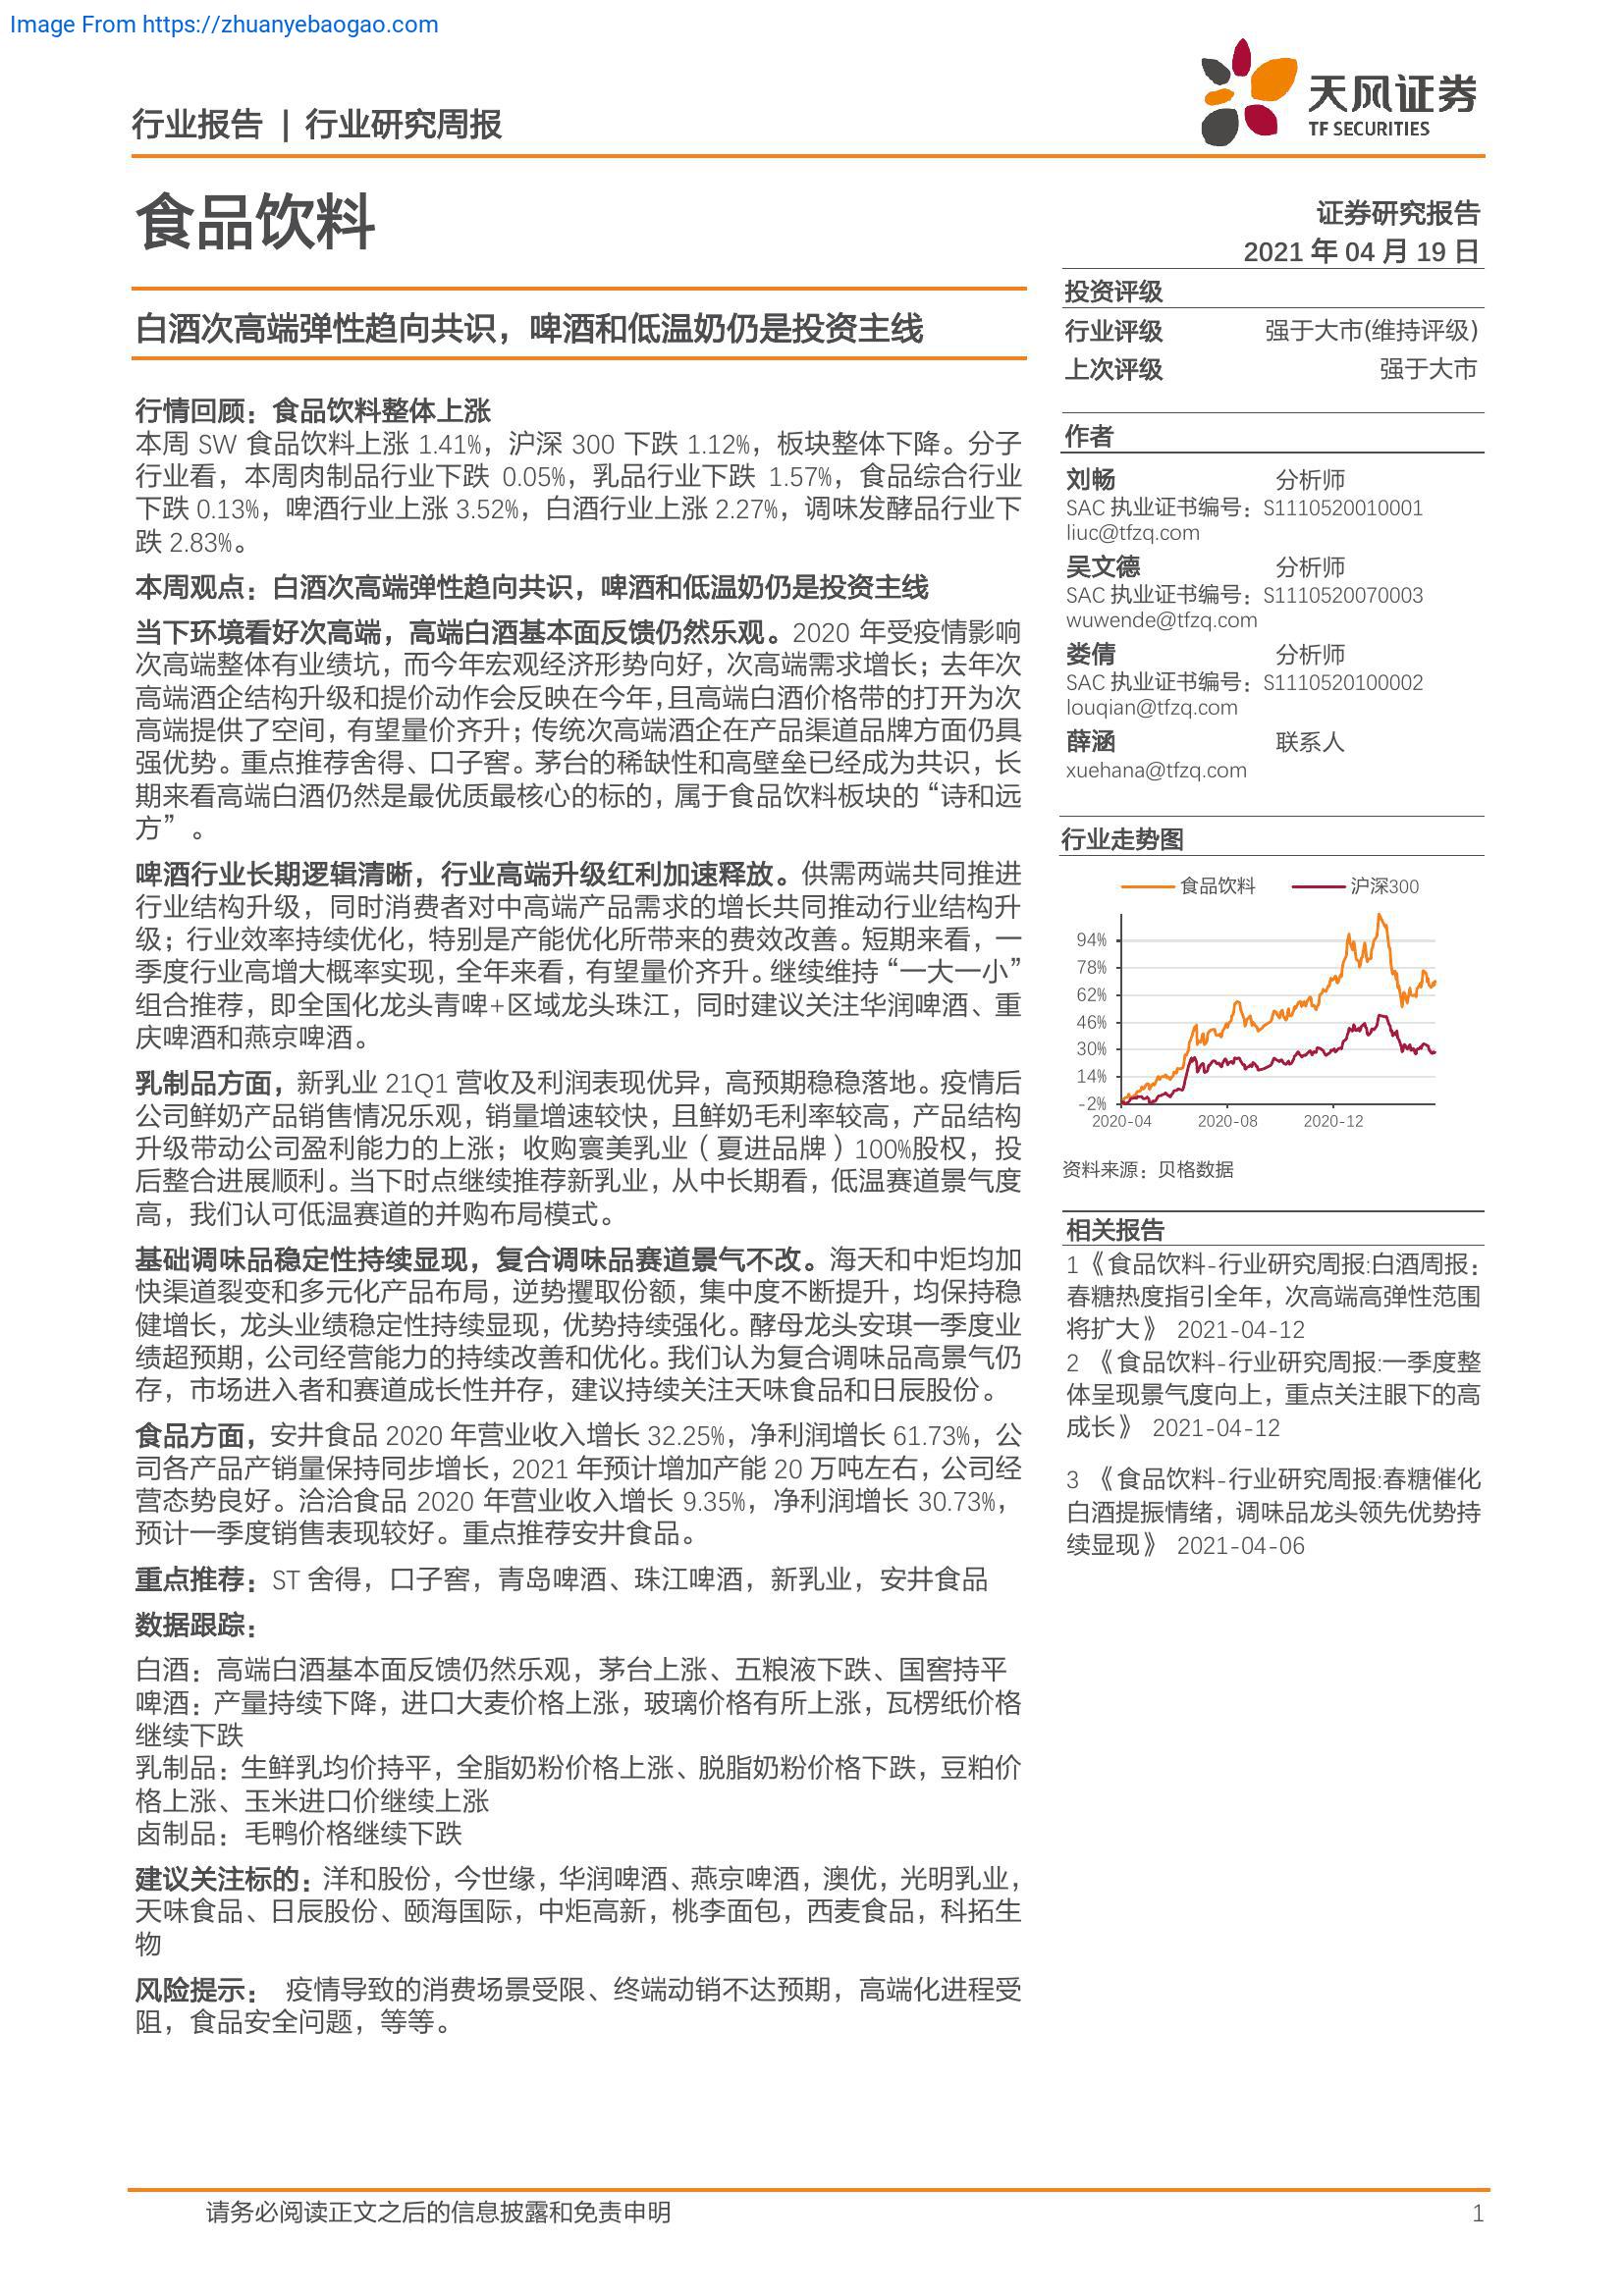 Image From https://zhuanyebaogao.com
行业报告 | 行业研究周报
天风证券
TF SECURITIES
食品饮料
证券研究报告
2021 年 04 月 19 日
白酒次高端弹性趋向共识，啤酒和低温奶仍是投资主线
行情回顾：食品饮料整体上涨
本周 SW 食品饮料上涨 1.41%，沪深 300 下跌 1.12%，板块整体下降。分子
行业看，本周肉制品行业下跌 0.05%，乳品行业下跌 1.57%，食品综合行业
下跌 0.13%，啤酒行业上涨 3.52%，白酒行业上涨 2.27%，调味发酵品行业下
跌 2.83%。
本周观点：白酒次高端弹性趋向共识，啤酒和低温奶仍是投资主线
当下环境看好次高端，高端白酒基本面反馈仍然乐观。2020 年受疫情影响
次高端整体有业绩坑，而今年宏观经济形势向好，次高端需求增长；去年次
高端酒企结构升级和提价动作会反映在今年，且高端白酒价格带的打开为次
高端提供了空间，有望量价齐升；传统次高端酒企在产品渠道品牌方面仍具
强优势。重点推荐舍得、口子窖。茅台的稀缺性和高壁垒已经成为共识，长
期来看高端白酒仍然是最优质最核心的标的，属于食品饮料板块的“诗和远
方”。
啤酒行业长期逻辑清晰，行业高端升级红利加速释放。供需两端共同推进
行业结构升级，同时消费者对中高端产品需求的增长共同推动行业结构升
级；行业效率持续优化，特别是产能优化所带来的费效改善。短期来看，一
季度行业高增大概率实现，全年来看，有望量价齐升。继续维持“一大一小”
组合推荐，即全国化龙头青啤+区域龙头珠江，同时建议关注华润啤酒、重
庆啤酒和燕京啤酒。
乳制品方面，新乳业 21Q1 营收及利润表现优异，高预期稳稳落地。疫情后
公司鲜奶产品销售情况乐观，销量增速较快，且鲜奶毛利率较高，产品结构
升级带动公司盈利能力的上涨；收购寰美乳业（夏进品牌）100%股权，投
后整合进展顺利。当下时点继续推荐新乳业，从中长期看，低温赛道景气度
高，我们认可低温赛道的并购布局模式。
基础调味品稳定性持续显现，复合调味品赛道景气不改。海天和中炬均加
快渠道裂变和多元化产品布局，逆势攫取份额，集中度不断提升，均保持稳
健增长，龙头业绩稳定性持续显现，优势持续强化。酵母龙头安琪一季度业
绩超预期，公司经营能力的持续改善和优化。我们认为复合调味品高景气仍
存，市场进入者和赛道成长性并存，建议持续关注天味食品和日辰股份。
食品方面，安井食品 2020 年营业收入增长 32.25%，净利润增长 61.73%，公
司各产品产销量保持同步增长，2021 年预计增加产能 20 万吨左右，公司经
营态势良好。洽洽食品 2020 年营业收入增长 9.35%，净利润增长 30.73%，
预计一季度销售表现较好。重点推荐安井食品。
重点推荐：ST 舍得，口子窖，青岛啤酒、珠江啤酒，新乳业，安井食品
数据跟踪：
白酒：高端白酒基本面反馈仍然乐观，茅台上涨、五粮液下跌、国窖持平
啤酒：产量持续下降，进口大麦价格上涨，玻璃价格有所上涨，瓦楞纸价格
继续下跌
乳制品：生鲜乳均价持平，全脂奶粉价格上涨、脱脂奶粉价格下跌，豆粕价
格上涨、玉米进口价继续上涨
卤制品：毛鸭价格继续下跌
建议关注标的：洋和股份，今世缘，华润啤酒、燕京啤酒，澳优，光明乳业，
天味食品、日辰股份、颐海国际，中炬高新，桃李面包，西麦食品，科拓生
物
风险提示： 疫情导致的消费场景受限、终端动销不达预期，高端化进程受
阻，食品安全问题，等等。
投资评级
行业评级 强于大市(维持评级)
上次评级 强于大市
作者
刘畅 分析师
SAC 执业证书编号：S1110520010001
liuc@tfzq.com
吴文德 分析师
SAC 执业证书编号：S1110520070003
wuwende@tfzq.com
娄倩 分析师
SAC 执业证书编号：S1110520100002
louqian@tfzq.com
薛涵 联系人
xuehana@tfzq.com
行业走势图
食品饮料 沪深300
94%
78%
62%
46%
30%
14%
-2%
2020-04 2020-08 2020-12
资料来源：贝格数据
相关报告
1《食品饮料-行业研究周报:白酒周报：
春糖热度指引全年，次高端高弹性范围
将扩大》 2021-04-12
2 《食品饮料-行业研究周报:一季度整
体呈现景气度向上，重点关注眼下的高
成长》 2021-04-12
3 《食品饮料-行业研究周报:春糖催化
白酒提振情绪，调味品龙头领先优势持
续显现》 2021-04-06
请务必阅读正文之后的信息披露和免责申明 1